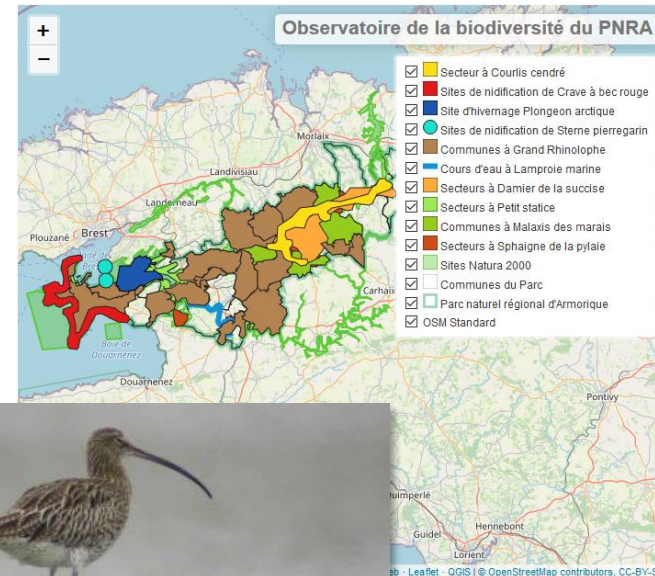 +
−
Observatoire de la biodiversité du PNRA
Secteur à Courlis cendré
Sites de nidification de Crave à bec rouge
Site d'hivernage Plongeon arctique
Sites de nidification de Sterne pierregarin
Communes à Grand Rhinolophe
Cours d'eau à Lamproie marine
Secteurs à Damier de la succise
Secteurs à Petit statice
Communes à Malaxis des marais
Secteurs à Sphaigne de la pylaie
Sites Natura 2000
Communes du Parc
Parc naturel régional d'Armorique
OSM Standard
Morlaix
Landivisiau
Landerneau
Plouzané
Brest
Carhaix
Baie de
Douarnenez
Douarnenez
Pontivy
Guidel
Hennebont
Lorient
Leaflet · QGIS | © OpenStreetMap contributors, CC-BY-S